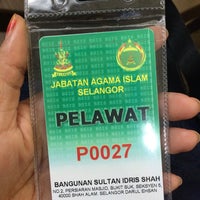 JABATAN AGAMA ISLAM
SELANGOR
PELAWAT
P0027
BANGUNAN SULTAN IDRIS SHAH
NO.2, PERSIARAN MASJID, BUKIT SUK, SEKSYEN 5,
40000 SHAH ALAM, SELANGOR DARUL EHSAN